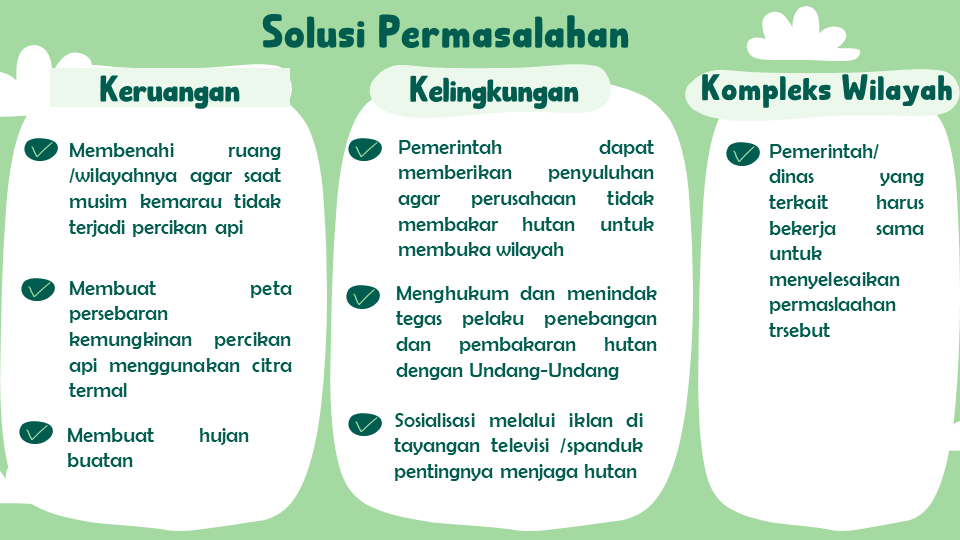 Solusi Permasalahan
Keruangan
Membenahi ruang
/wilayahnya agar saat
musim kemarau tidak
terjadi percikan api
Membuat peta
persebaran
kemungkinan percikan
api menggunakan citra
termal
Membuat hujan
buatan
Kelingkungan
Pemerintah dapat
memberikan penyuluhan
agar perusahaan tidak
membakar hutan untuk
membuka wilayah
Menghukum dan menindak
tegas pelaku penebangan
dan pembakaran hutan
dengan Undang-Undang
Sosialisasi melalui iklan di
tayangan televisi /spanduk
pentingnya menjaga hutan
Kompleks Wilayah
Pemerintah/
dinas yang
terkait harus
bekerja sama
untuk
menyelesaikan
permaslaahan
trsebut